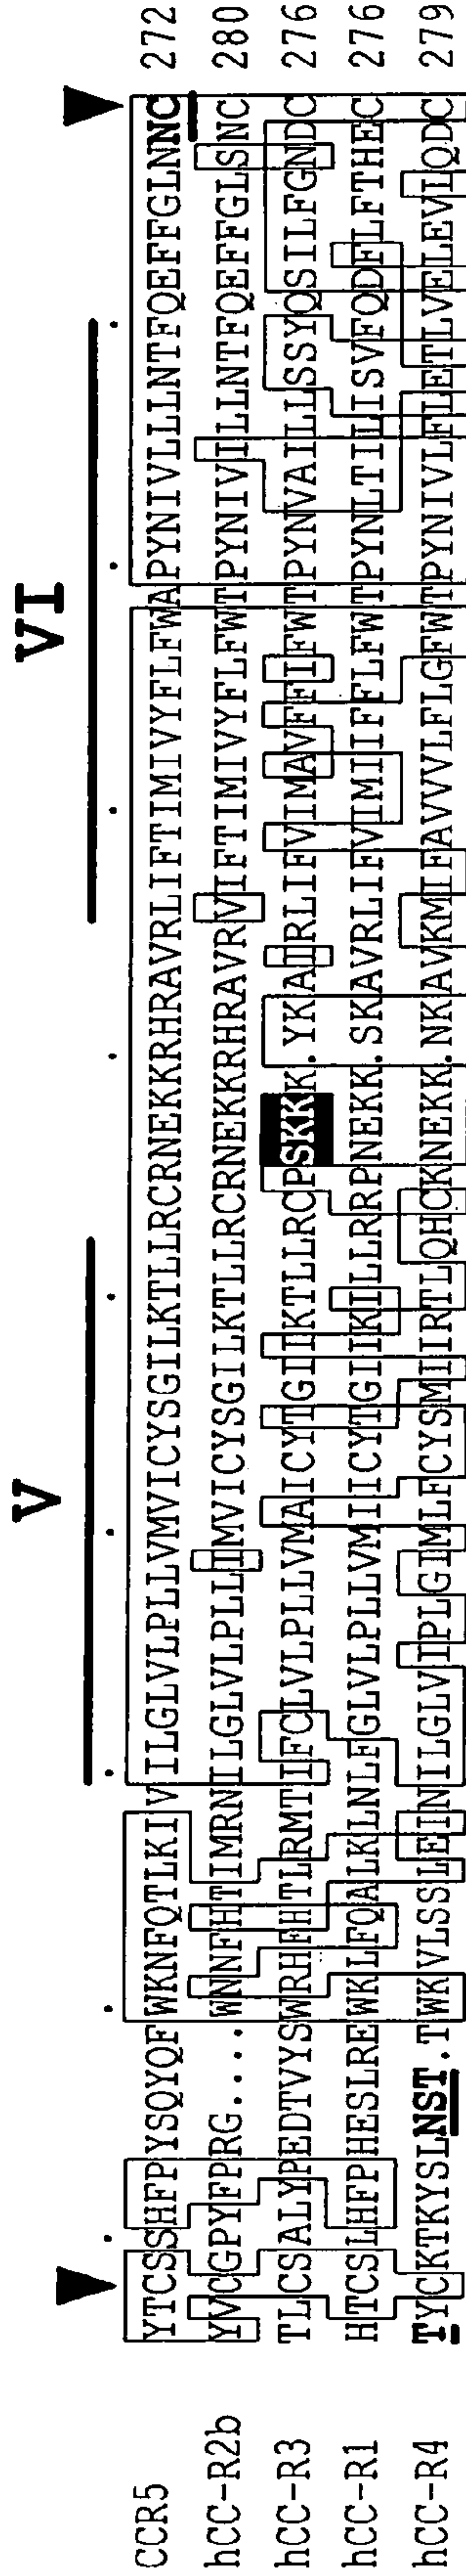 V VI
CCR5 YTCSSHFPYSQYQFWKNFQTLKIVILGLVLPLLVMVICYSGILKTLLRCRNEKKRHRAVRLIFTIMIVYFLFWAPYNIVLLLNTFQEFFGLNNC 272
hCC-R2b YVCGPYFPRG....WNNFHTIMRNILGLVLPLLIMVICYSGILKTLLRCRNEKKRHRAVRVIFTIMIVYFLFWTPYNIVILLNTFQEFFGLSNC 280
hCC-R3 TLCSALYPEDTVYSWRHFHTLRMTIFCLVLPLLVMAICYTGIIKTLLRCPSKKK.YKAIRLIFVIMAVFFIFWTPYNVAILLSSYQSILFGNDC 276
hCC-R1 HTCSLHFPHESLREWKLFQALKLNLFGLVLPLLVMIICYTGIIKILLRRPNEKK.SKAVRLIFVIMIIFFLFWTPYNLTILISVFQDFLFTHEC 276
hCC-R4 TYCKTKYSLNST.TWKVLSSLEINILGLVIPLGIMLFCYSMIIRTLQHCKNEKK.NKAVKMIFAVVVLFLGFWTPYNIVLFLETLVELEVLQDC 279